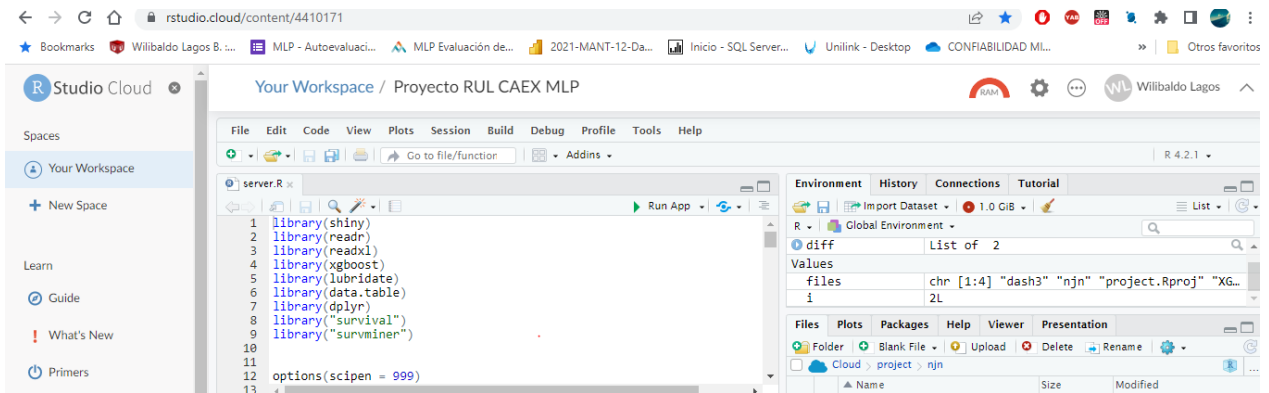 rstudio.cloud/content/4410171
Bookmarks Wilibaldo Lagos B. :... MLP - Autoevaluaci... MLP Evaluación de... 2021-MANT-12-Da... Inicio - SQL Server... Unilink - Desktop CONFIABILIDAD MI... » Otros favoritos
R Studio Cloud
Your Workspace / Proyecto RUL CAEX MLP
RAM
WL Wilibaldo Lagos
Spaces
Your Workspace
New Space
Learn
Guide
What's New
Primers
File Edit Code View Plots Session Build Debug Profile Tools Help
Go to file/function Addins R 4.2.1
server.R
Run App
1 library(shiny)
2 library(readr)
3 library(readxl)
4 library(xgboost)
5 library(lubridate)
6 library(data.table)
7 library(dplyr)
8 library("survival")
9 library("survminer")
10
11
12 options(scipen = 999)
13
Environment History Connections Tutorial
Import Dataset 1.0 GiB List
R Global Environment
diff List of 2
Values
files chr [1:4] "dash3" "njn" "project.Rproj" "XG…
i 2L
Files Plots Packages Help Viewer Presentation
Folder Blank File Upload Delete Rename
Cloud > project > njn
Name Size Modified